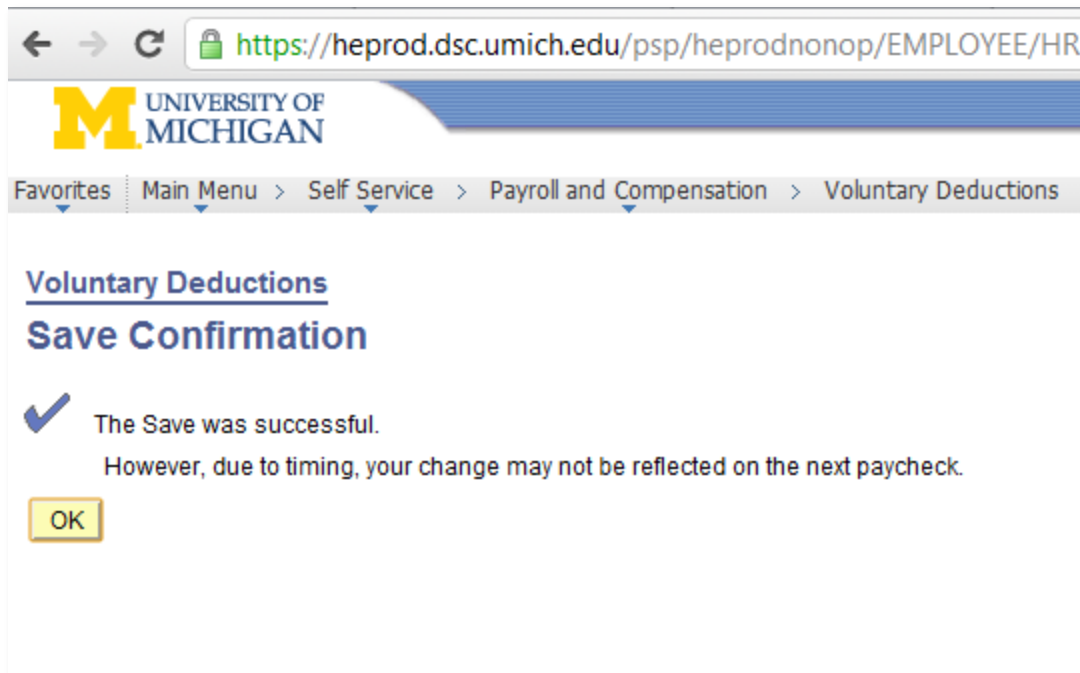 https://heprod.dsc.umich.edu/psp/heprodnonop/EMPLOYEE/HR
M UNIVERSITY OF
MICHIGAN
Favorites Main Menu > Self Service > Payroll and Compensation > Voluntary Deductions
Voluntary Deductions
Save Confirmation
The Save was successful.
However, due to timing, your change may not be reflected on the next paycheck.
OK